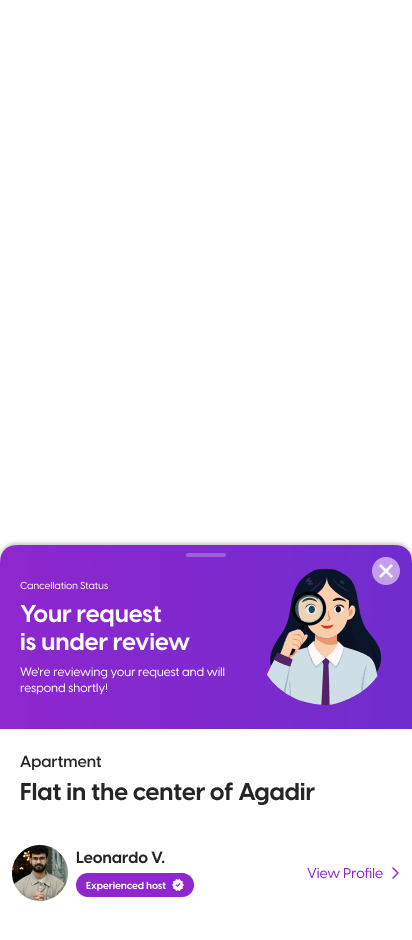 Cancellation Status
Your request
is under review
We're reviewing your request and will
respond shortly!
Apartment
Flat in the center of Agadir
Leonardo V.
Experienced host
View Profile